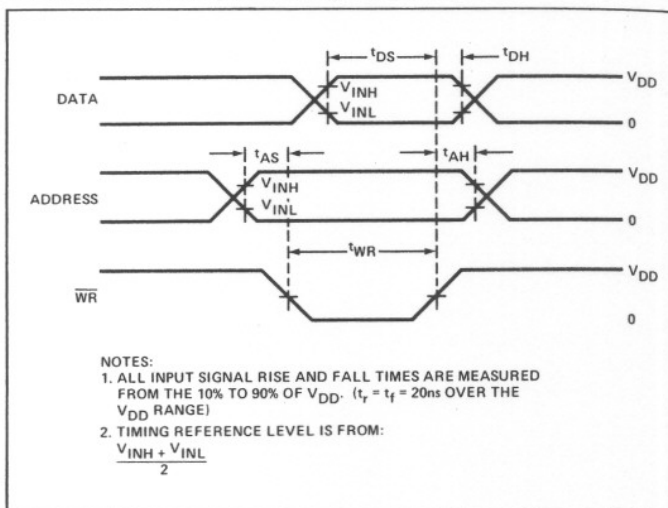 tDS
tDH
DATA
VINH
VINL
VDD
0
tAS
tAH
ADDRESS
VINH
VINL
VDD
0
tWR
WR
VDD
0
NOTES:
1. ALL INPUT SIGNAL RISE AND FALL TIMES ARE MEASURED
FROM THE 10% TO 90% OF VDD. (tr = tf = 20ns OVER THE
VDD RANGE)
2. TIMING REFERENCE LEVEL IS FROM:
VINH + VINL
2